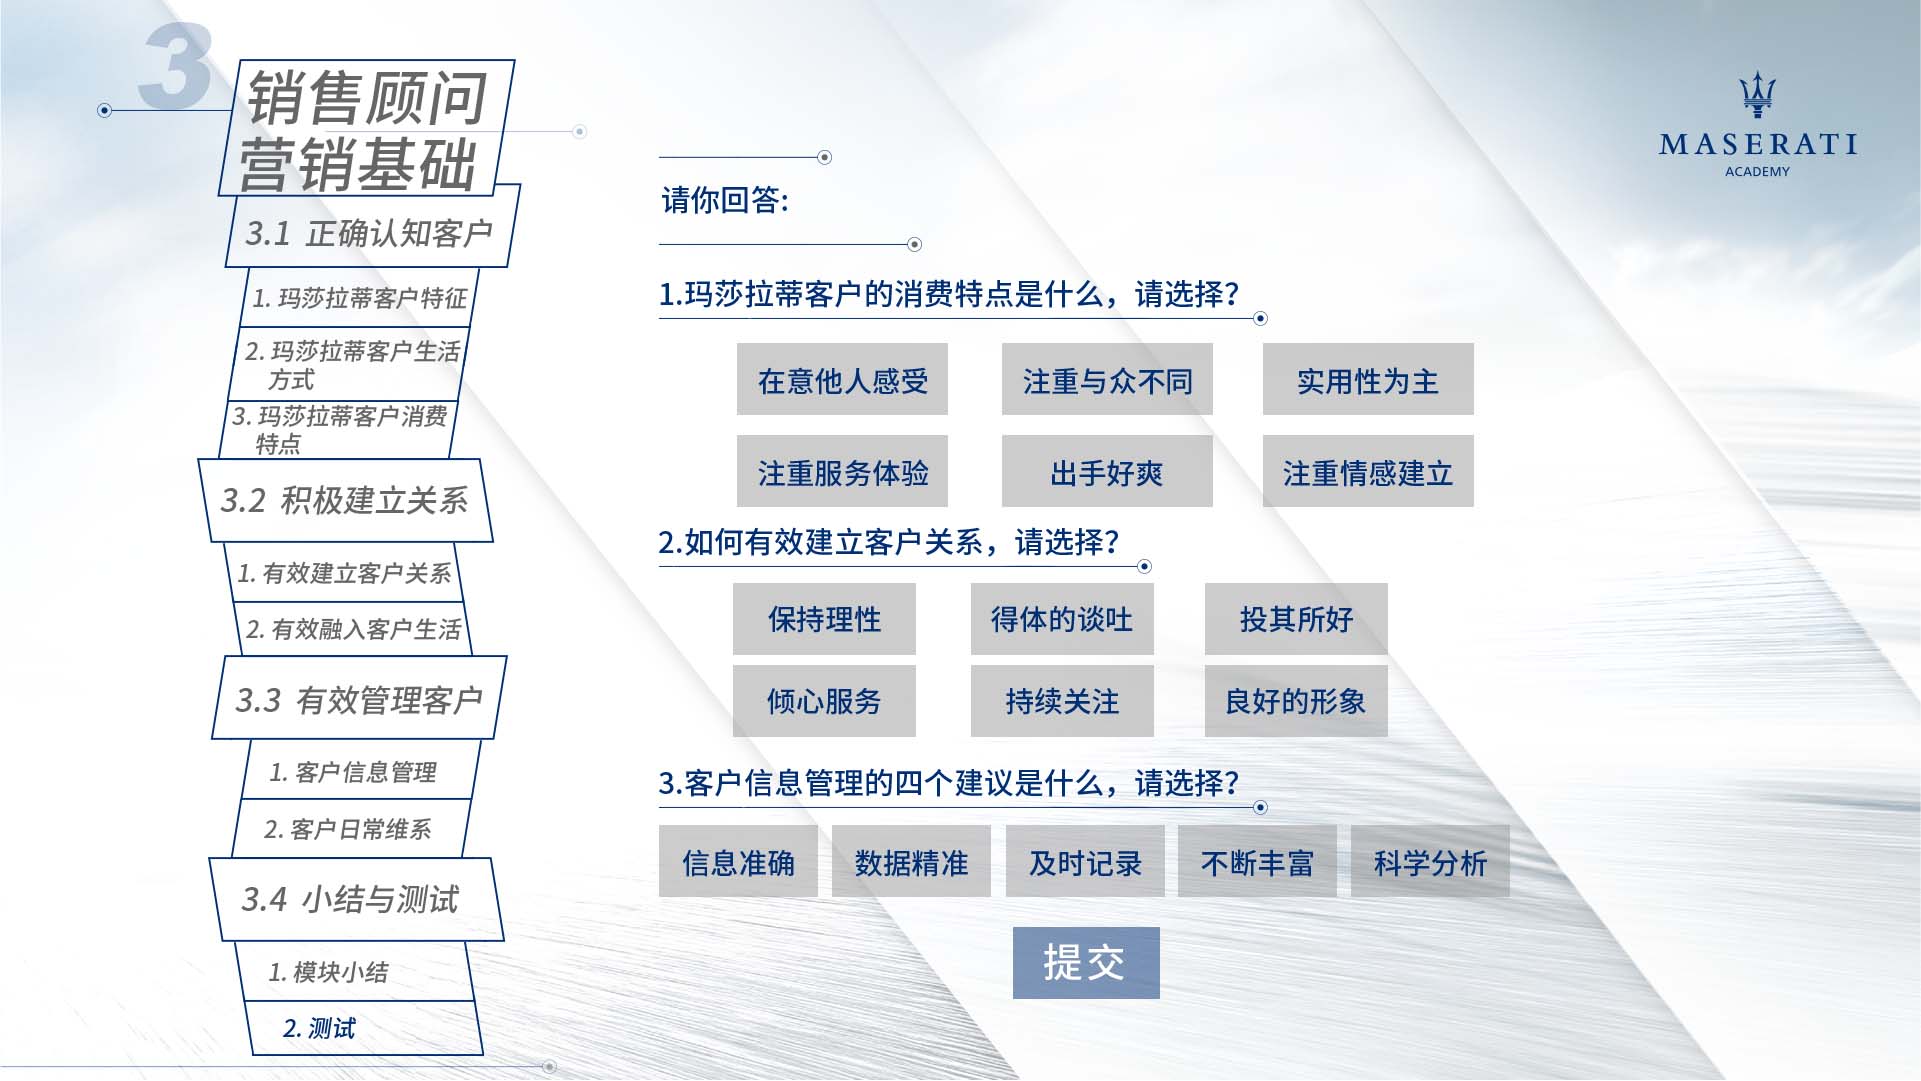 3
销售顾问
营销基础
3.1 正确认知客户
1. 玛莎拉蒂客户特征
2. 玛莎拉蒂客户生活
方式
3. 玛莎拉蒂客户消费
特点
3.2 积极建立关系
1. 有效建立客户关系
2. 有效融入客户生活
3.3 有效管理客户
1. 客户信息管理
2. 客户日常维系
3.4 小结与测试
1. 模块小结
2. 测试
MASERATI
ACADEMY
请你回答:
1.玛莎拉蒂客户的消费特点是什么，请选择?
在意他人感受 注重与众不同 实用性为主
注重服务体验 出手好爽 注重情感建立
2.如何有效建立客户关系，请选择?
保持理性 得体的谈吐 投其所好
倾心服务 持续关注 良好的形象
3.客户信息管理的四个建议是什么，请选择?
信息准确 数据精准 及时记录 不断丰富 科学分析
提交